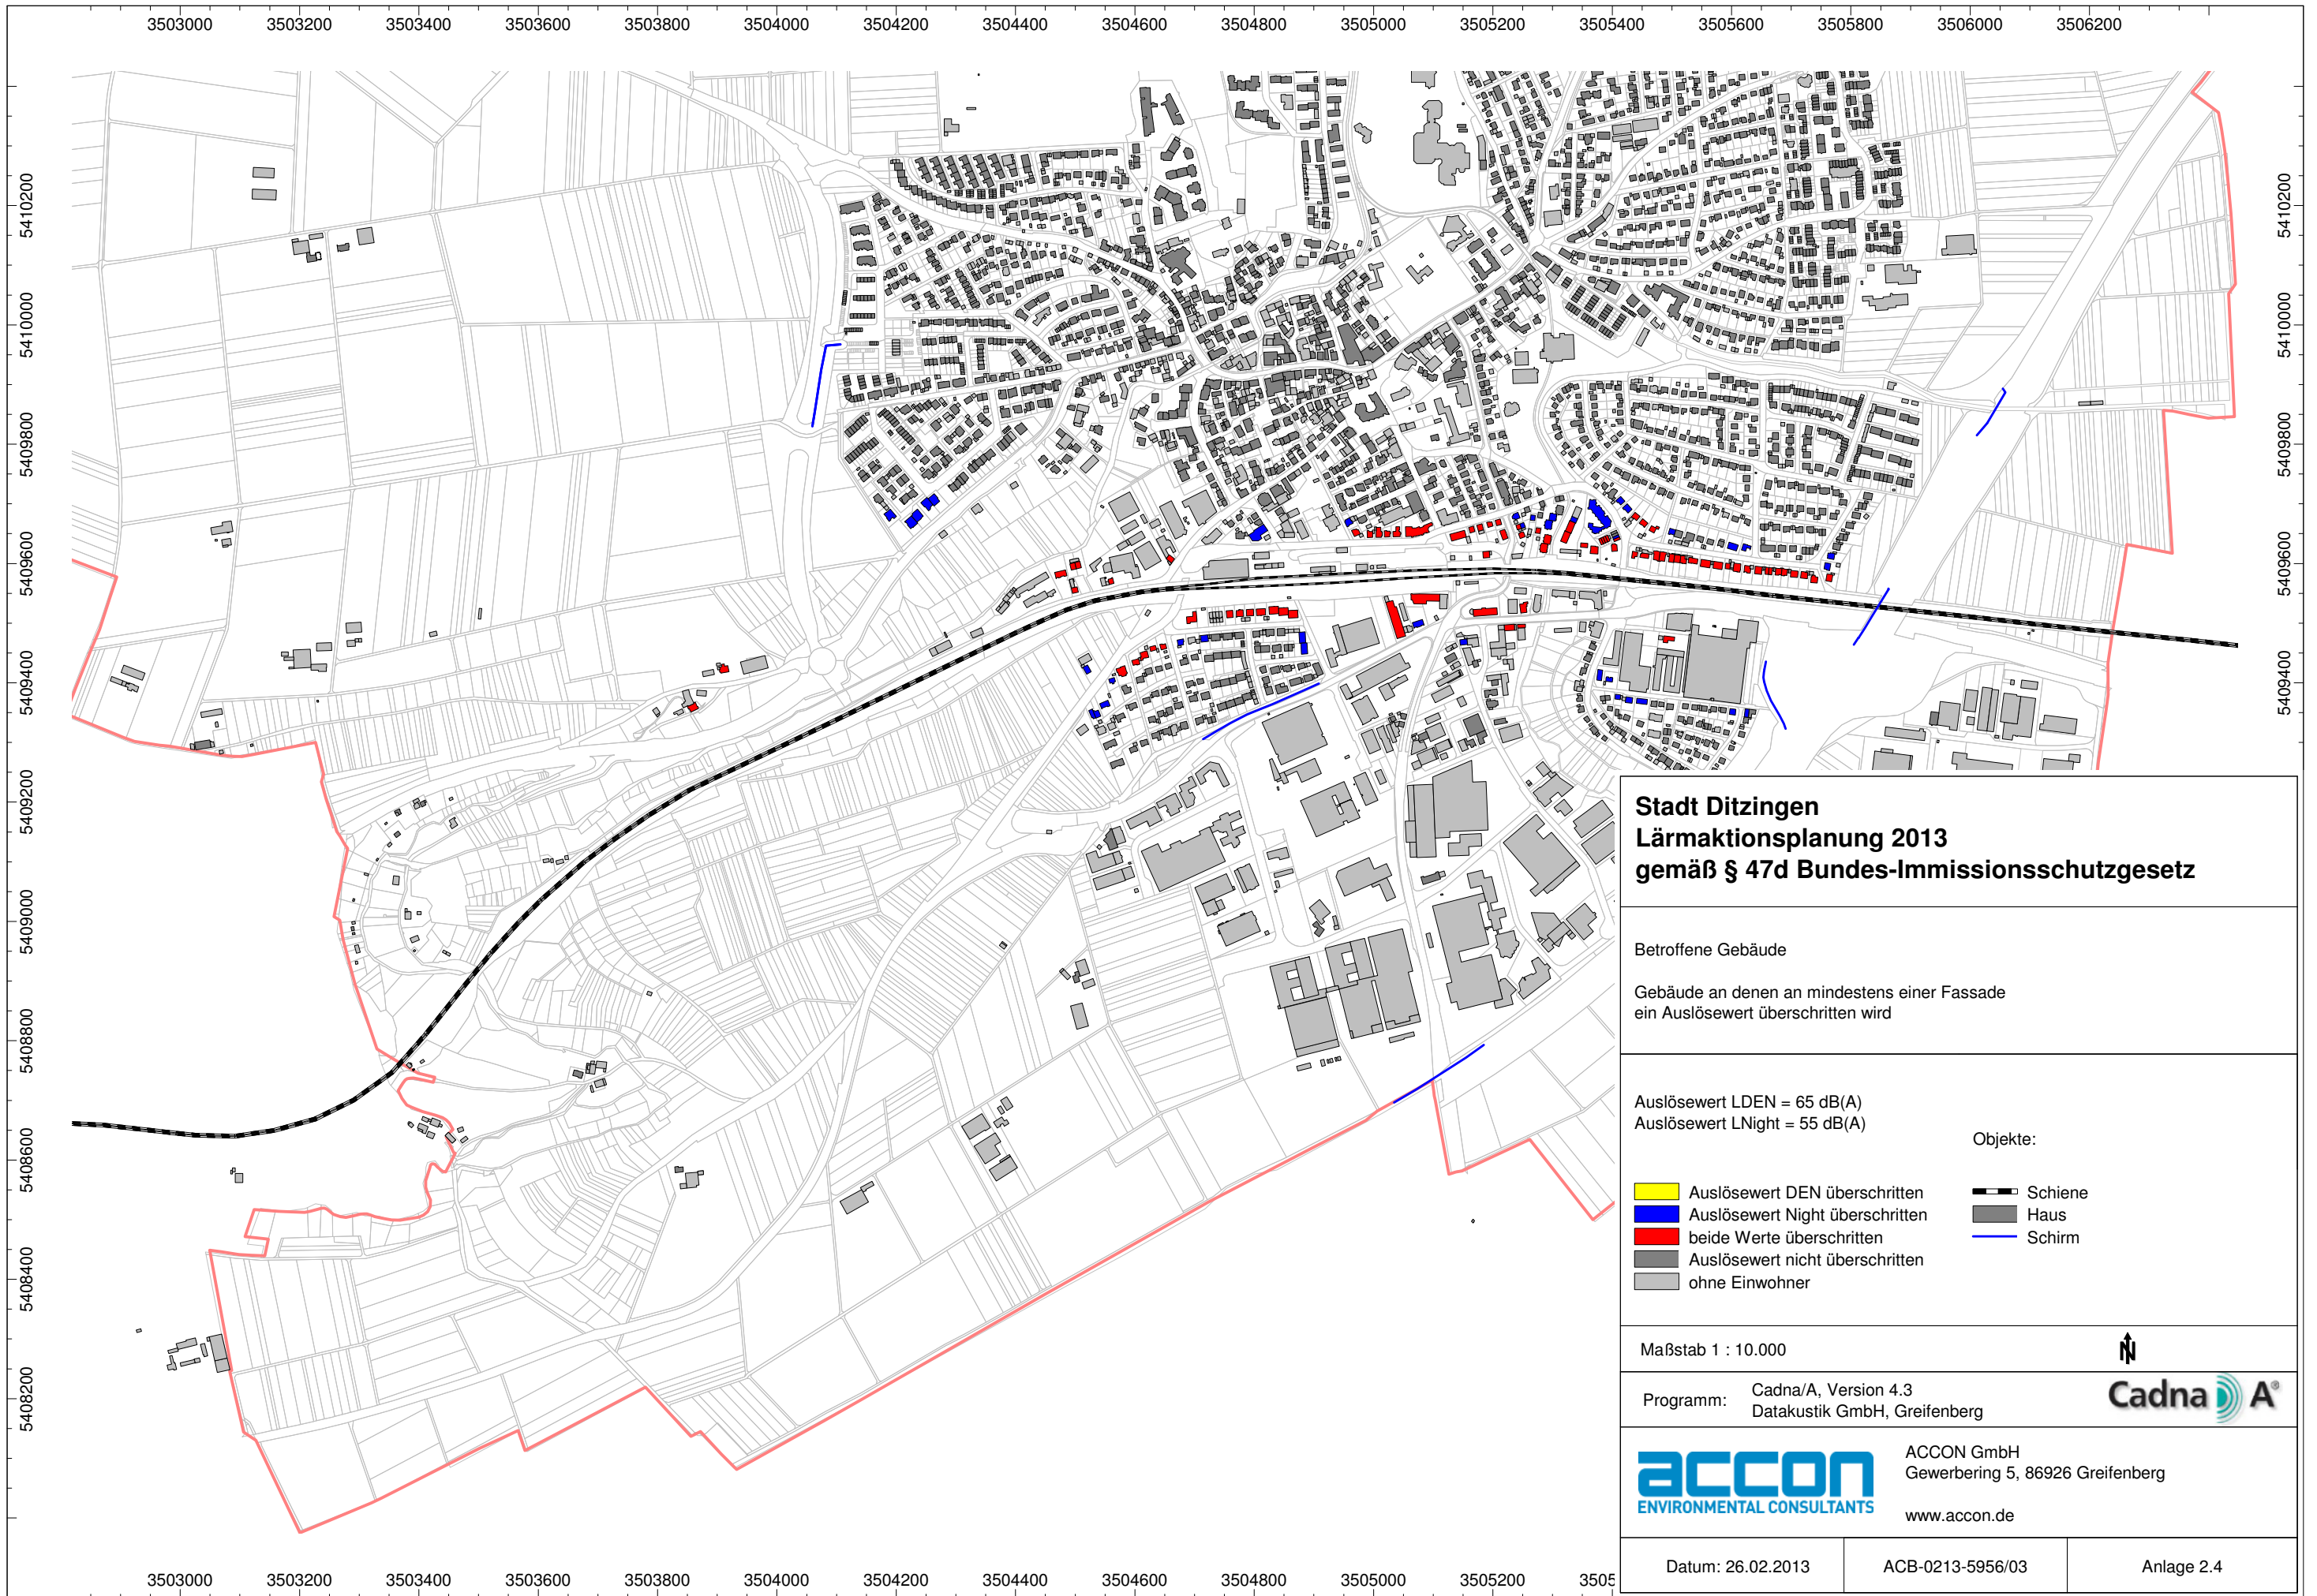 3503000 3503200 3503400 3503600 3503800 3504000 3504200 3504400 3504600 3504800 3505000 3505200 3505400 3505600 3505800 3506000 3506200
5410200 5410200
5410000 5410000
5409800 5409800
5409600 5409600
5409400 5409400
5409200
5409000
5408800
5408600
5408400
5408200
Stadt Ditzingen
Lärmaktionsplanung 2013
gemäß § 47d Bundes-Immissionsschutzgesetz
Betroffene Gebäude
Gebäude an denen an mindestens einer Fassade
ein Auslösewert überschritten wird
Auslösewert LDEN = 65 dB(A)
Auslösewert LNight = 55 dB(A)
Objekte:
Auslösewert DEN überschritten
Auslösewert Night überschritten
beide Werte überschritten
Auslösewert nicht überschritten
ohne Einwohner
Schiene
Haus
Schirm
Maßstab 1 : 10.000
N
Programm: Cadna/A, Version 4.3
Datakustik GmbH, Greifenberg
Cadna A®
accon
ENVIRONMENTAL CONSULTANTS
ACCON GmbH
Gewerbering 5, 86926 Greifenberg
www.accon.de
Datum: 26.02.2013 ACB-0213-5956/03 Anlage 2.4
3503000 3503200 3503400 3503600 3503800 3504000 3504200 3504400 3504600 3504800 3505000 3505200 3505